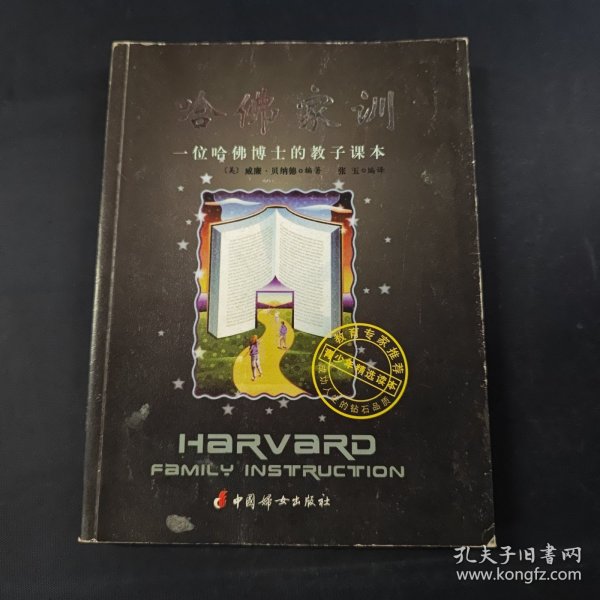 哈佛家训
一位哈佛博士的教子课本
〔美〕威廉·贝纳德◎编著 张玉◎编译
教育专家推荐
青少年精选读本
的钻石品质
HARVARD
FAMILY INSTRUCTION
中国妇女出版社
孔夫子旧书网
www.kongfz.com